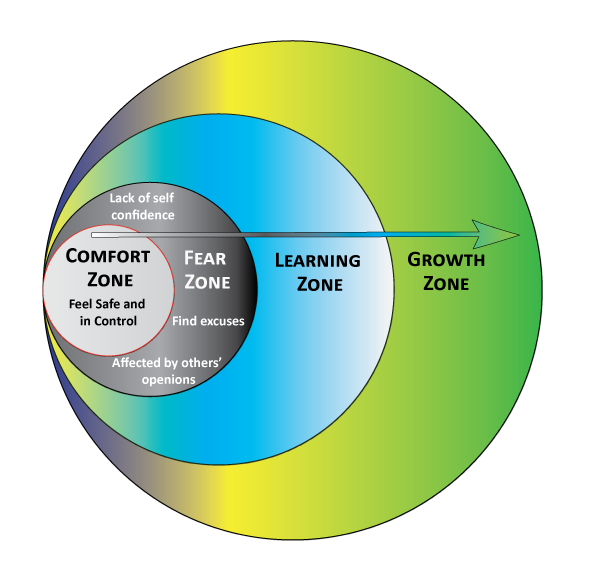 Lack of self
confidence
COMFORT
ZONE
Feel Safe and
in Control
FEAR
ZONE
Find excuses
Affected by others’
openions
LEARNING
ZONE
GROWTH
ZONE